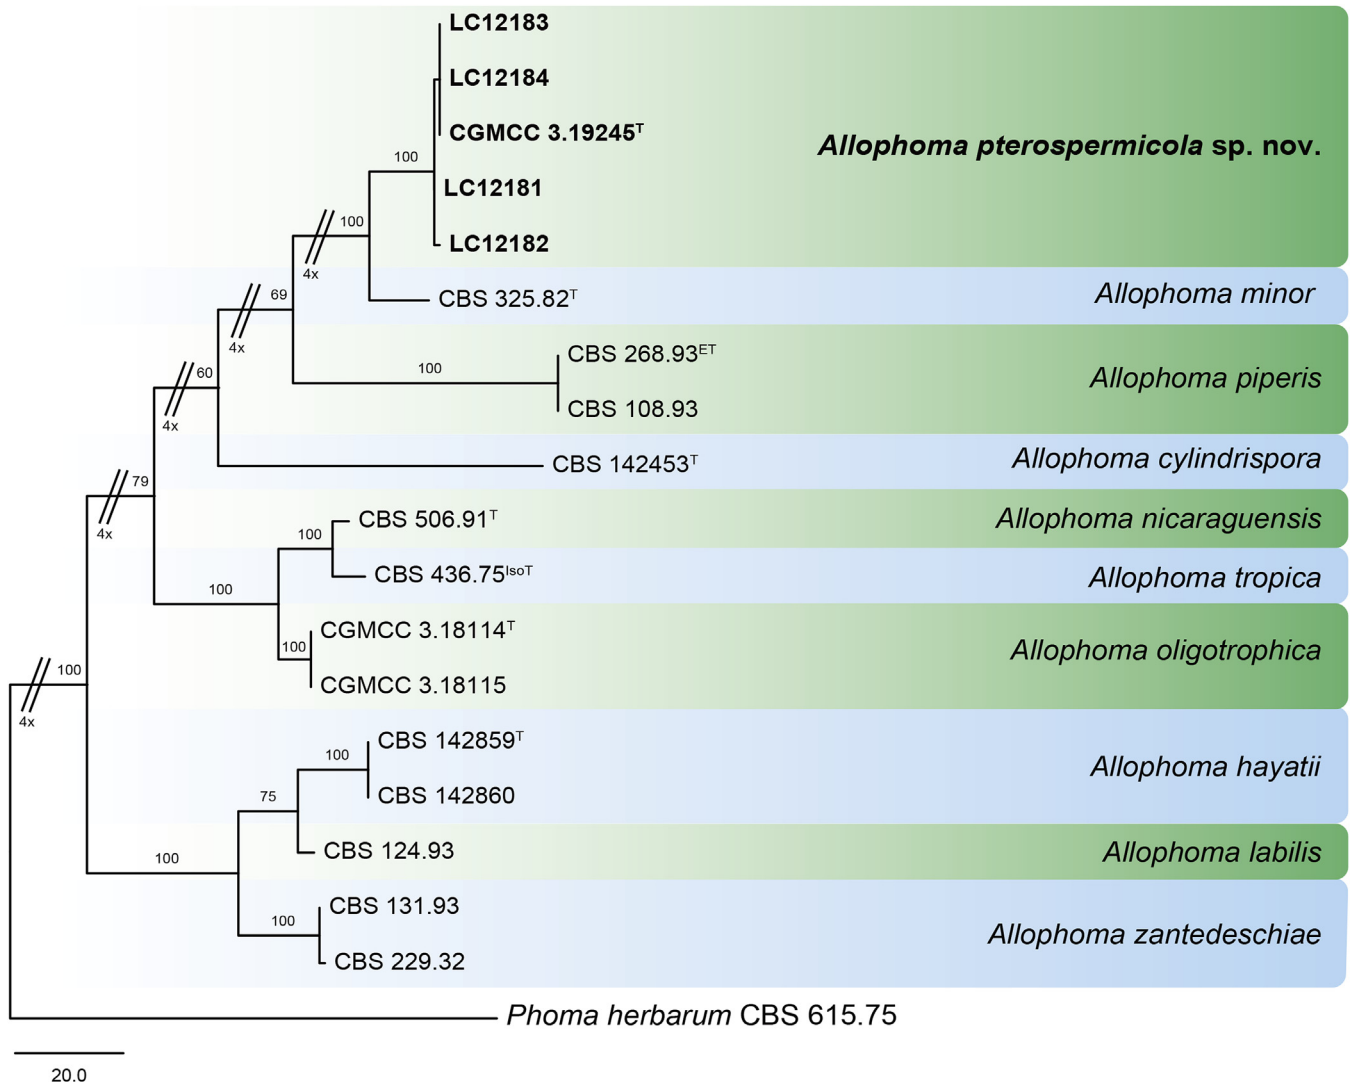 LC12183
LC12184
CGMCC 3.19245T
Allophoma pterospermicola sp. nov.
100
LC12181
100
LC12182
4x
CBS 325.82T
Allophoma minor
69
4x
CBS 268.93ET
100
Allophoma piperis
CBS 108.93
60
4x
CBS 142453T
Allophoma cylindrispora
79
4x
CBS 506.91T
Allophoma nicaraguensis
100
CBS 436.75IsoT
Allophoma tropica
100
CGMCC 3.18114T
100
Allophoma oligotrophica
CGMCC 3.18115
100
4x
CBS 142859T
100
Allophoma hayatii
CBS 142860
75
CBS 124.93
Allophoma labilis
100
CBS 131.93
100
Allophoma zantedeschiae
CBS 229.32
Phoma herbarum CBS 615.75
20.0